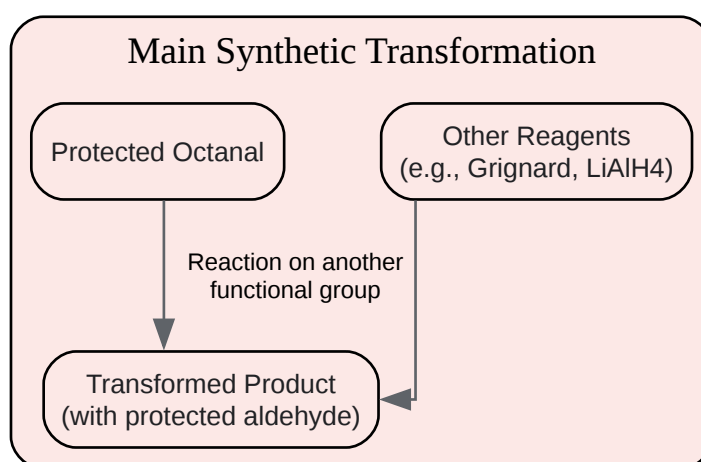 Main Synthetic Transformation
Protected Octanal
Other Reagents
(e.g., Grignard, LiAlH4)
Reaction on another
functional group
Transformed Product
(with protected aldehyde)